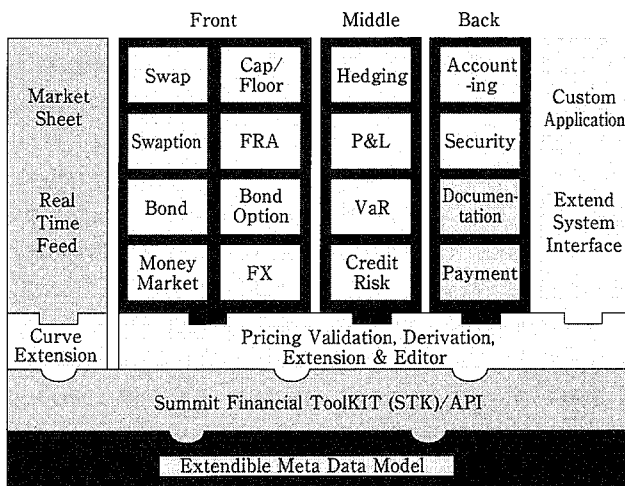 Front
Middle
Back
Market
Sheet
Real
Time
Feed
Swap
Cap/
Floor
Swaption
FRA
Bond
Bond
Option
Money
Market
FX
Hedging
P&L
VaR
Credit
Risk
Account
-ing
Security
Documen-
tation
Payment
Custom
Application
Extend
System
Interface
Curve
Extension
Pricing Validation, Derivation,
Extension & Editor
Summit Financial ToolKIT (STK)/API
Extendible Meta Data Model